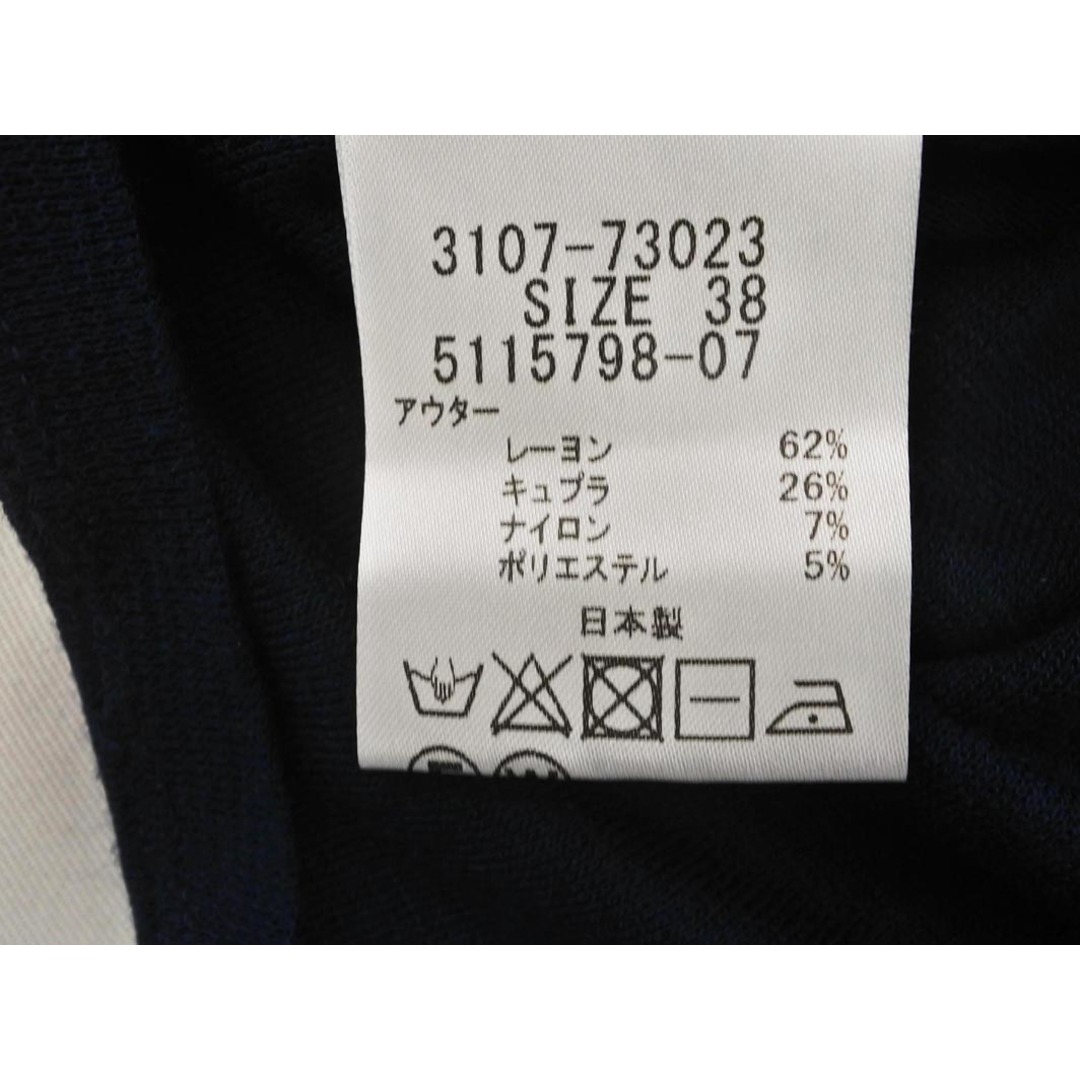 3107-73023
SIZE 38
5115798-07
アウター
レーヨン 62%
キュプラ 26%
ナイロン 7%
ポリエステル 5%
日本製